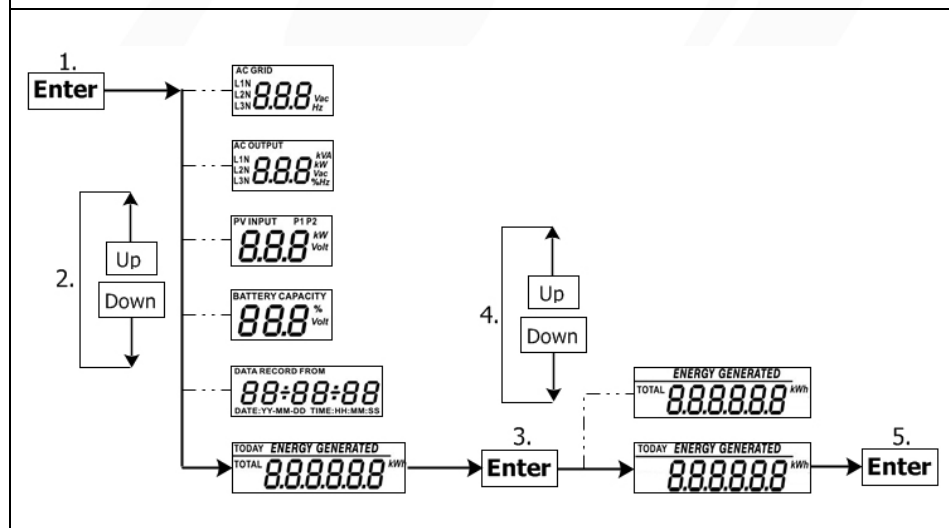 1.
Enter
AC GRID
L1N
L2N
L3N
8.8.8
Vac
Hz
AC OUTPUT
L1N
L2N
L3N
8.8.8
kVA
kW
Vac
%Hz
2.
Up
Down
PV INPUT P1 P2
8.8.8
kW
Volt
BATTERY CAPACITY
88.8
%
Volt
DATA RECORD FROM
88:88:88
DATE:YY-MM-DD TIME:HH:MM:SS
TODAY ENERGY GENERATED
TOTAL 8.8.8.8.8.8 kWh
3.
Enter
4.
Up
Down
ENERGY GENERATED
TOTAL 8.8.8.8.8.8 kWh
TODAY ENERGY GENERATED
8.8.8.8.8.8 kWh
5.
Enter